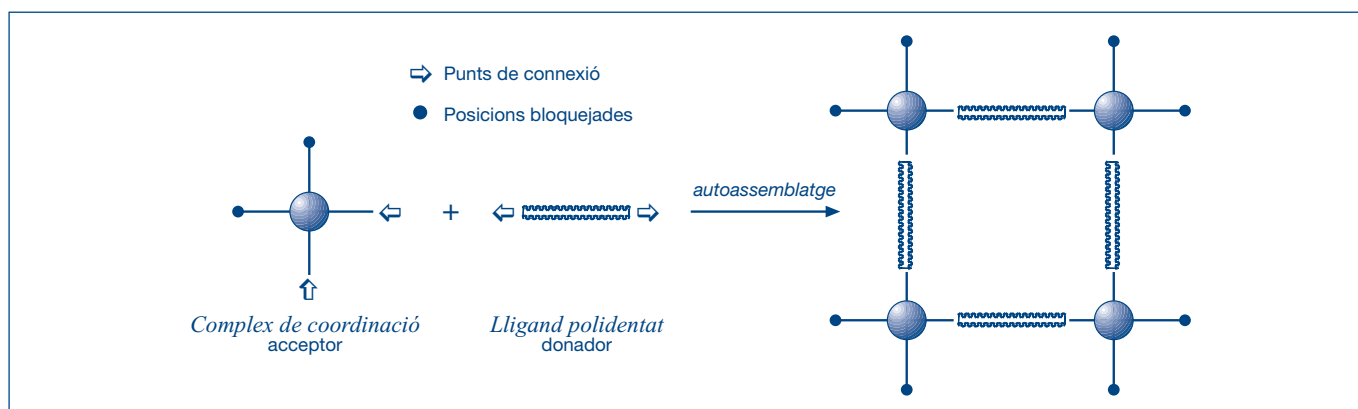 Punts de connexió
Posicions bloquejades
autoassemblatge
+
Complex de coordinació
acceptor
Lligand polidentat
donador